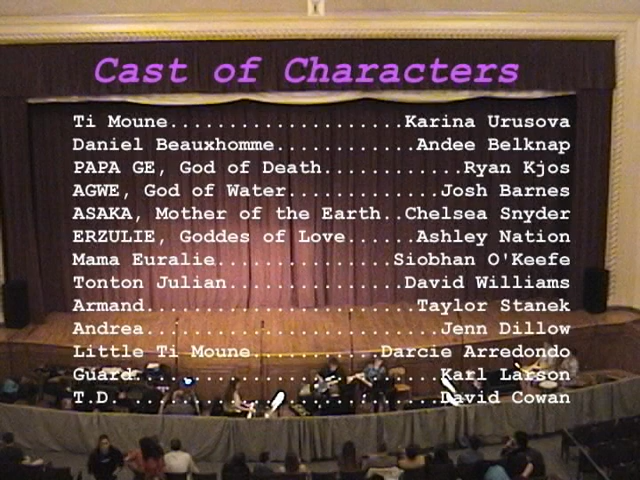 Cast of Characters
Ti Moune....................Karina Urusova
Daniel Beauxhomme............Andee Belknap
PAPA GE, God of Death............Ryan Kjos
AGWE, God of Water.............Josh Barnes
ASAKA, Mother of the Earth..Chelsea Snyder
ERZULIE, Goddes of Love......Ashley Nation
Mama Euralie...............Siobhan O'Keefe
Tonton Julian...............David Williams
Armand.......................Taylor Stanek
Andrea.........................Jenn Dillow
Little Ti Moune...........Darcie Arredondo
Guard..........................Karl Larson
T.D. ..........................David Cowan